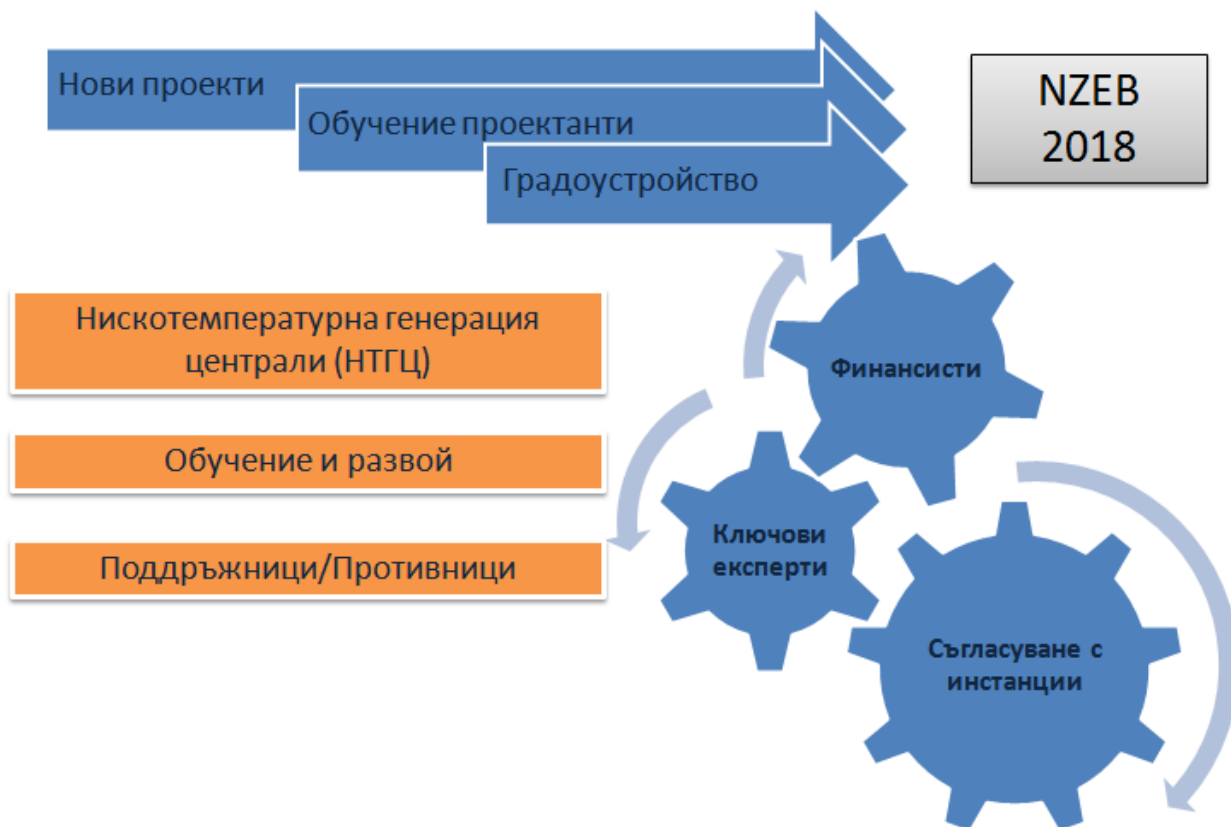 Нови проекти
Обучение проектанти
Градоустройство
NZEB
2018
Нискотемпературна генерация
централи (НТГЦ)
Обучение и развой
Поддръжници/Противници
Финансисти
Ключови
експерти
Съгласуване с
инстанции